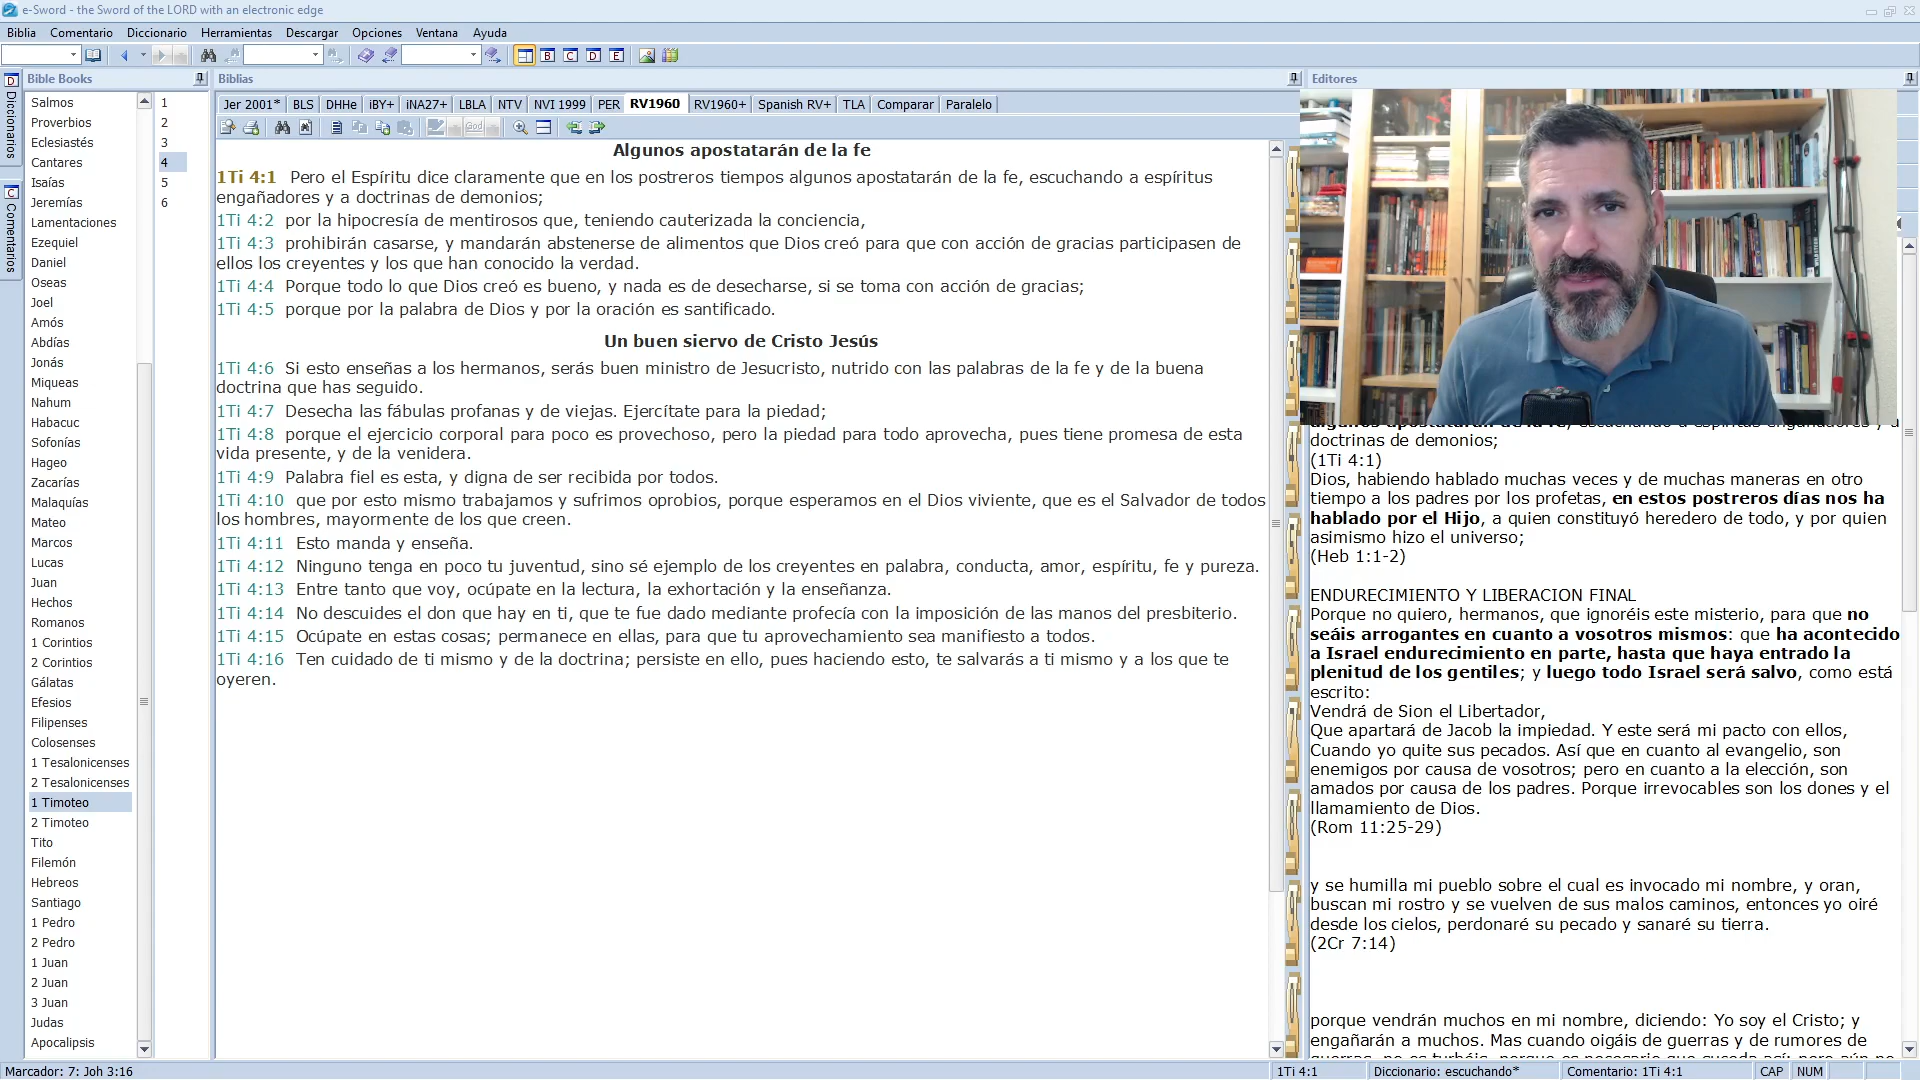 e-Sword - the Sword of the LORD with an electronic edge
Biblia Comentario Diccionario Herramientas Descargar Opciones Ventana Ayuda
B C D E
Bible Books
Biblias
Editores
D Diccionarios
C Comentarios
Salmos
Proverbios
Eclesiastés
Cantares
Isaías
Jeremías
Lamentaciones
Ezequiel
Daniel
Oseas
Joel
Amós
Abdías
Jonás
Miqueas
Nahum
Habacuc
Sofonías
Hageo
Zacarías
Malaquías
Mateo
Marcos
Lucas
Juan
Hechos
Romanos
1 Corintios
2 Corintios
Gálatas
Efesios
Filipenses
Colosenses
1 Tesalonicenses
2 Tesalonicenses
1 Timoteo
2 Timoteo
Tito
Filemón
Hebreos
Santiago
1 Pedro
2 Pedro
1 Juan
2 Juan
3 Juan
Judas
Apocalipsis
1
2
3
4
5
6
Jer 2001* BLS DHHe iBY+ iNA27+ LBLA NTV NVI 1999 PER RV1960 RV1960+ Spanish RV+ TLA Comparar Paralelo
God
Algunos apostatarán de la fe
1Ti 4:1 Pero el Espíritu dice claramente que en los postreros tiempos algunos apostatarán de la fe, escuchando a espíritus
engañadores y a doctrinas de demonios;
1Ti 4:2 por la hipocresía de mentirosos que, teniendo cauterizada la conciencia,
1Ti 4:3 prohibirán casarse, y mandarán abstenerse de alimentos que Dios creó para que con acción de gracias participasen de
ellos los creyentes y los que han conocido la verdad.
1Ti 4:4 Porque todo lo que Dios creó es bueno, y nada es de desecharse, si se toma con acción de gracias;
1Ti 4:5 porque por la palabra de Dios y por la oración es santificado.
Un buen siervo de Cristo Jesús
1Ti 4:6 Si esto enseñas a los hermanos, serás buen ministro de Jesucristo, nutrido con las palabras de la fe y de la buena
doctrina que has seguido.
1Ti 4:7 Desecha las fábulas profanas y de viejas. Ejercítate para la piedad;
1Ti 4:8 porque el ejercicio corporal para poco es provechoso, pero la piedad para todo aprovecha, pues tiene promesa de esta
vida presente, y de la venidera.
1Ti 4:9 Palabra fiel es esta, y digna de ser recibida por todos.
1Ti 4:10 que por esto mismo trabajamos y sufrimos oprobios, porque esperamos en el Dios viviente, que es el Salvador de todos
los hombres, mayormente de los que creen.
1Ti 4:11 Esto manda y enseña.
1Ti 4:12 Ninguno tenga en poco tu juventud, sino sé ejemplo de los creyentes en palabra, conducta, amor, espíritu, fe y pureza.
1Ti 4:13 Entre tanto que voy, ocúpate en la lectura, la exhortación y la enseñanza.
1Ti 4:14 No descuides el don que hay en ti, que te fue dado mediante profecía con la imposición de las manos del presbiterio.
1Ti 4:15 Ocúpate en estas cosas; permanece en ellas, para que tu aprovechamiento sea manifiesto a todos.
1Ti 4:16 Ten cuidado de ti mismo y de la doctrina; persiste en ello, pues haciendo esto, te salvarás a ti mismo y a los que te
oyeren.
doctrinas de demonios;
(1Ti 4:1)
Dios, habiendo hablado muchas veces y de muchas maneras en otro
tiempo a los padres por los profetas, en estos postreros días nos ha
hablado por el Hijo, a quien constituyó heredero de todo, y por quien
asimismo hizo el universo;
(Heb 1:1-2)
ENDURECIMIENTO Y LIBERACION FINAL
Porque no quiero, hermanos, que ignoréis este misterio, para que no
seáis arrogantes en cuanto a vosotros mismos: que ha acontecido
a Israel endurecimiento en parte, hasta que haya entrado la
plenitud de los gentiles; y luego todo Israel será salvo, como está
escrito:
Vendrá de Sion el Libertador,
Que apartará de Jacob la impiedad. Y este será mi pacto con ellos,
Cuando yo quite sus pecados. Así que en cuanto al evangelio, son
enemigos por causa de vosotros; pero en cuanto a la elección, son
amados por causa de los padres. Porque irrevocables son los dones y el
llamamiento de Dios.
(Rom 11:25-29)
y se humilla mi pueblo sobre el cual es invocado mi nombre, y oran,
buscan mi rostro y se vuelven de sus malos caminos, entonces yo oiré
desde los cielos, perdonaré su pecado y sanaré su tierra.
(2Cr 7:14)
porque vendrán muchos en mi nombre, diciendo: Yo soy el Cristo; y
engañarán a muchos. Mas cuando oigáis de guerras y de rumores de
Marcador: 7: Joh 3:16
1Ti 4:1 Diccionario: escuchando* Comentario: 1Ti 4:1 CAP NUM